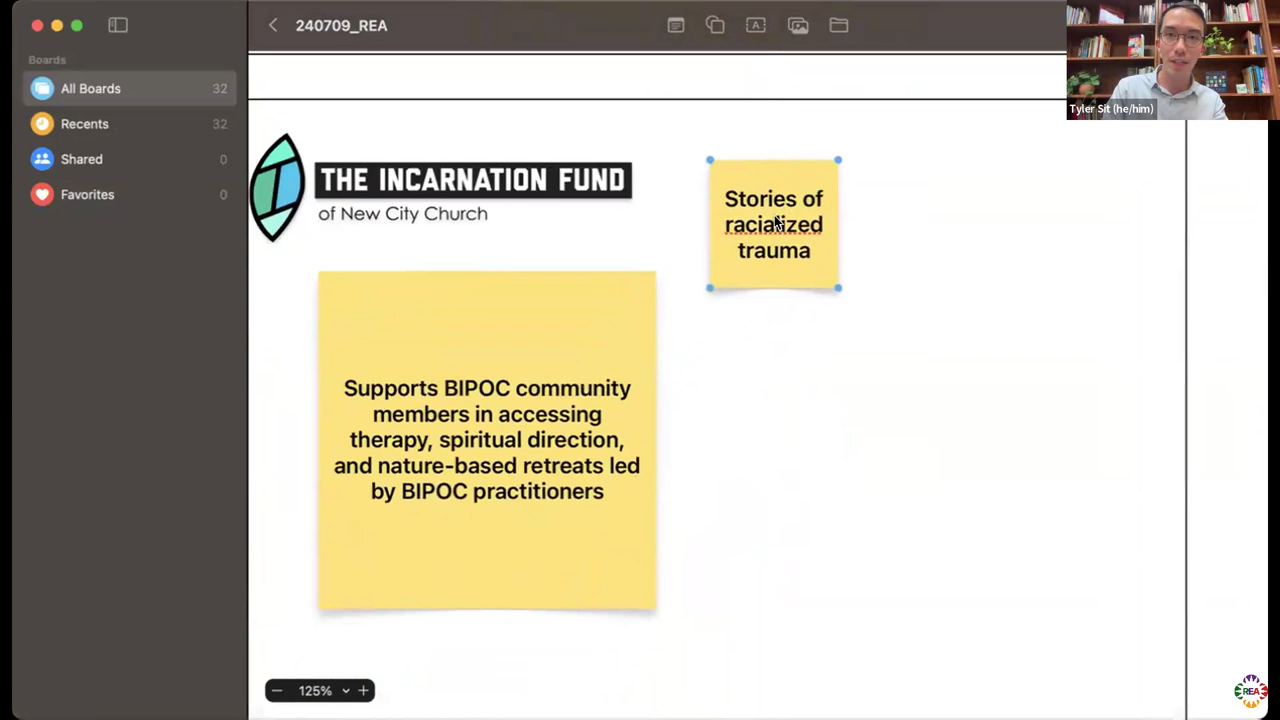 240709_REA
Boards
All Boards 32
Recents 32
Shared 0
Favorites 0
Tyler Sit (he/him)
THE INCARNATION FUND
of New City Church
Stories of
racialized
trauma
Supports BIPOC community
members in accessing
therapy, spiritual direction,
and nature-based retreats led
by BIPOC practitioners
125%
REA